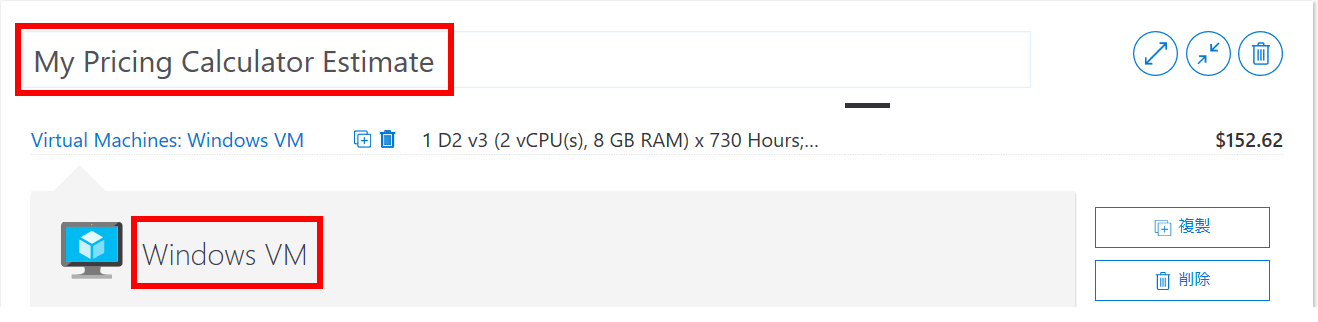 My Pricing Calculator Estimate
Virtual Machines: Windows VM 1 D2 v3 (2 vCPU(s), 8 GB RAM) x 730 Hours;... $152.62
Windows VM
複製
削除